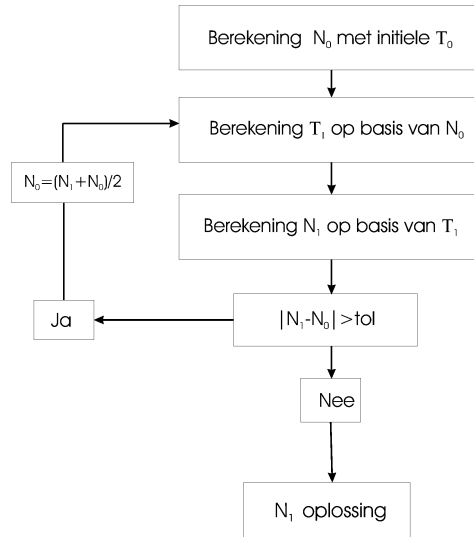 Berekening N₀ met initiele T₀
Berekening T₁ op basis van N₀
N₀=(N₁+N₀)/2
Berekening N₁ op basis van T₁
Ja
|N₁-N₀|>tol
Nee
N₁ oplossing